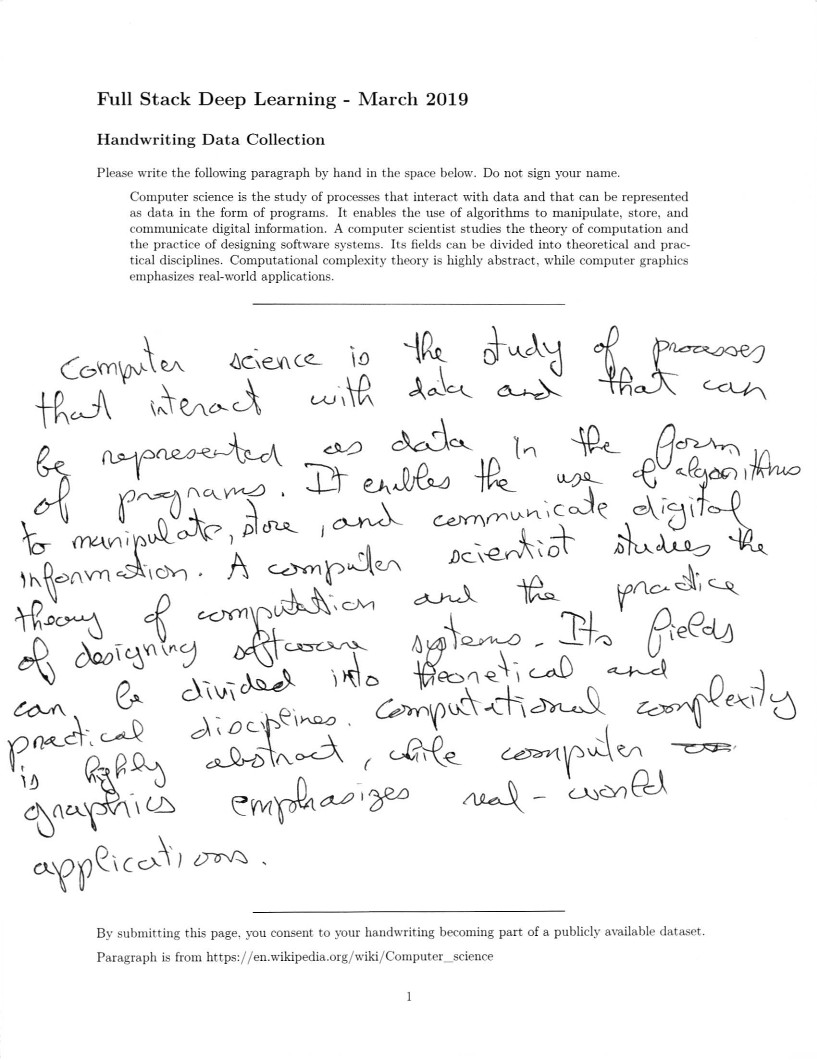 Full Stack Deep Learning - March 2019
Handwriting Data Collection
Please write the following paragraph by hand in the space below. Do not sign your name.
Computer science is the study of processes that interact with data and that can be represented
as data in the form of programs. It enables the use of algorithms to manipulate, store, and
communicate digital information. A computer scientist studies the theory of computation and
the practice of designing software systems. Its fields can be divided into theoretical and prac-
tical disciplines. Computational complexity theory is highly abstract, while computer graphics
emphasizes real-world applications.
Computer science is the study of processes
that interact with data and that can
be represented as data in the form
of programs. It enables the use of algorithms
to manipulate, store, and communicate digital
information. A computer scientist studies the
theory of computation and the practice
of designing software systems. Its fields
can be divided into theoretical and
practical disciplines. Computational complexity
is highly abstract, while computer
graphics emphasizes real-world
applications.
By submitting this page, you consent to your handwriting becoming part of a publicly available dataset.
Paragraph is from https://en.wikipedia.org/wiki/Computer_science
1